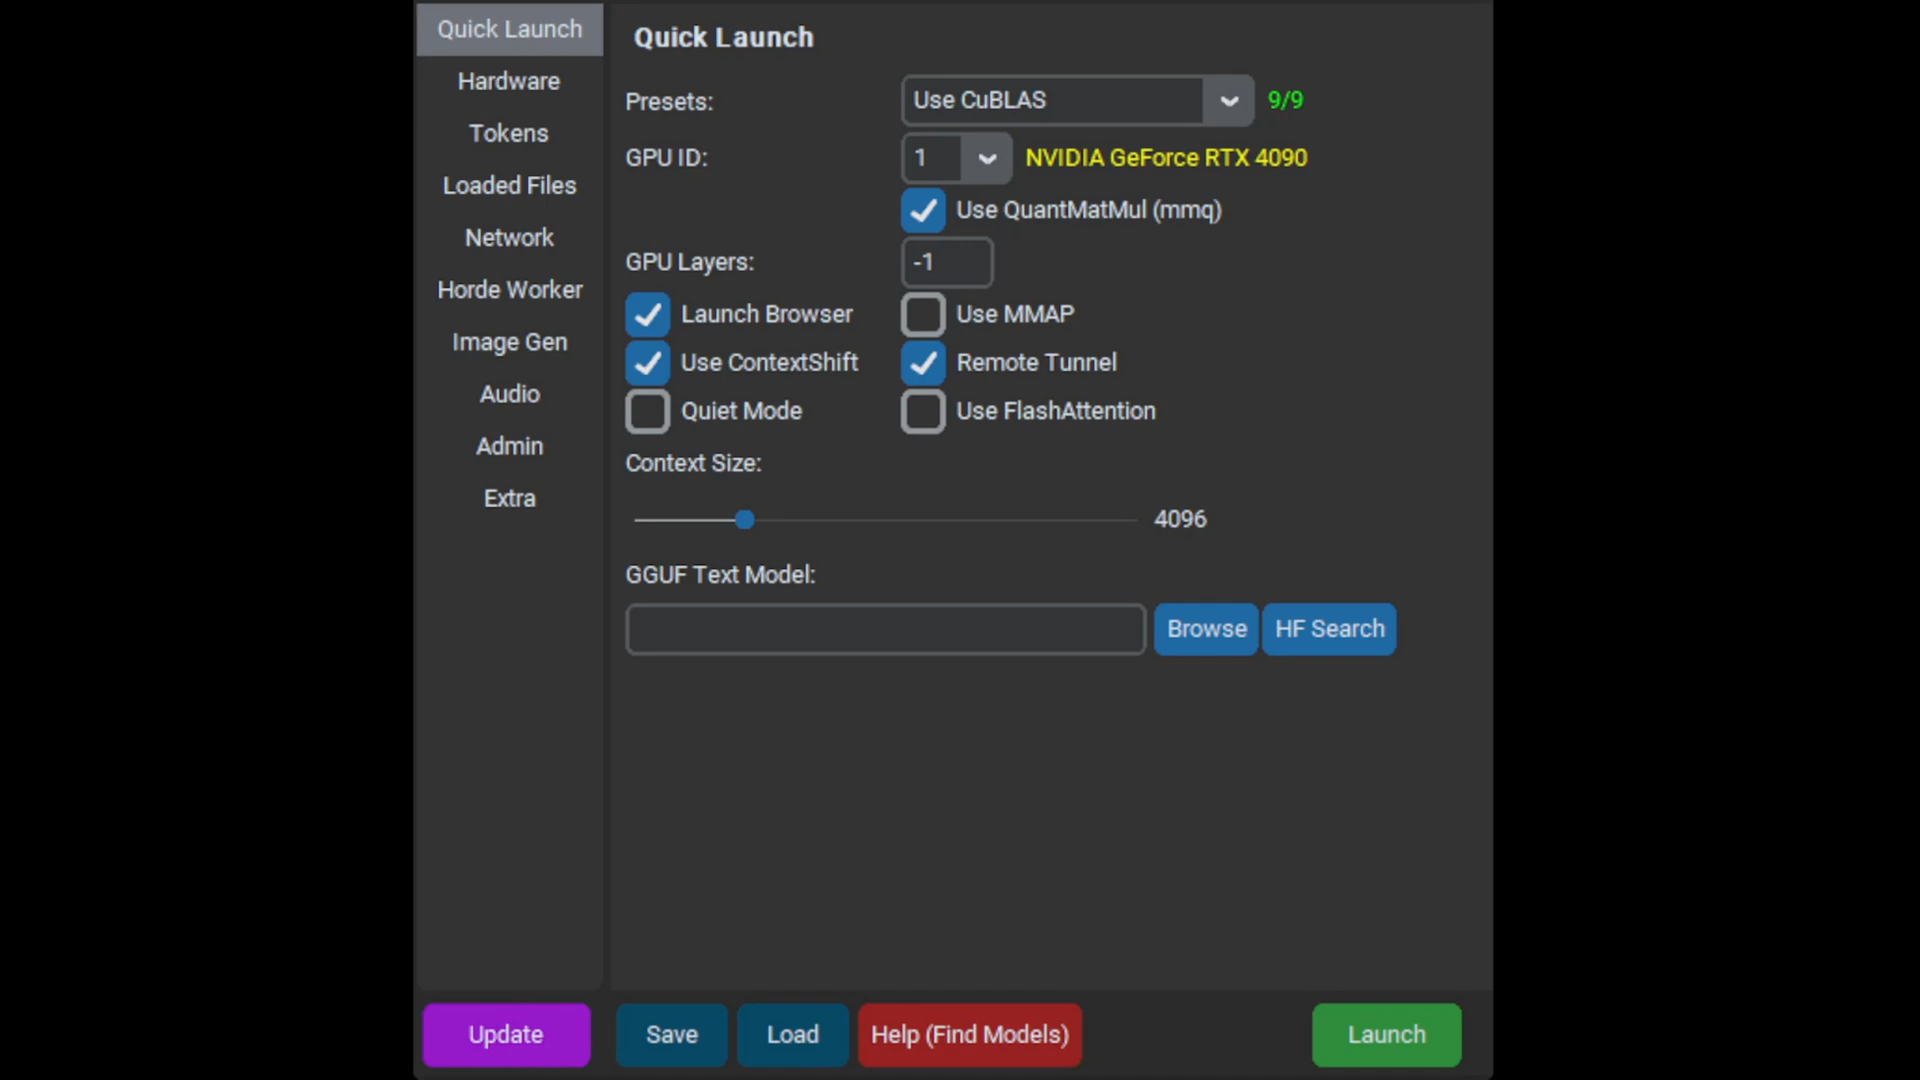 Quick Launch
Hardware
Tokens
Loaded Files
Network
Horde Worker
Image Gen
Audio
Admin
Extra
Quick Launch
Presets: Use CuBLAS 9/9
GPU ID: 1 NVIDIA GeForce RTX 4090
Use QuantMatMul (mmq)
GPU Layers: -1
Launch Browser Use MMAP
Use ContextShift Remote Tunnel
Quiet Mode Use FlashAttention
Context Size:
4096
GGUF Text Model:
Browse HF Search
Update Save Load Help (Find Models) Launch